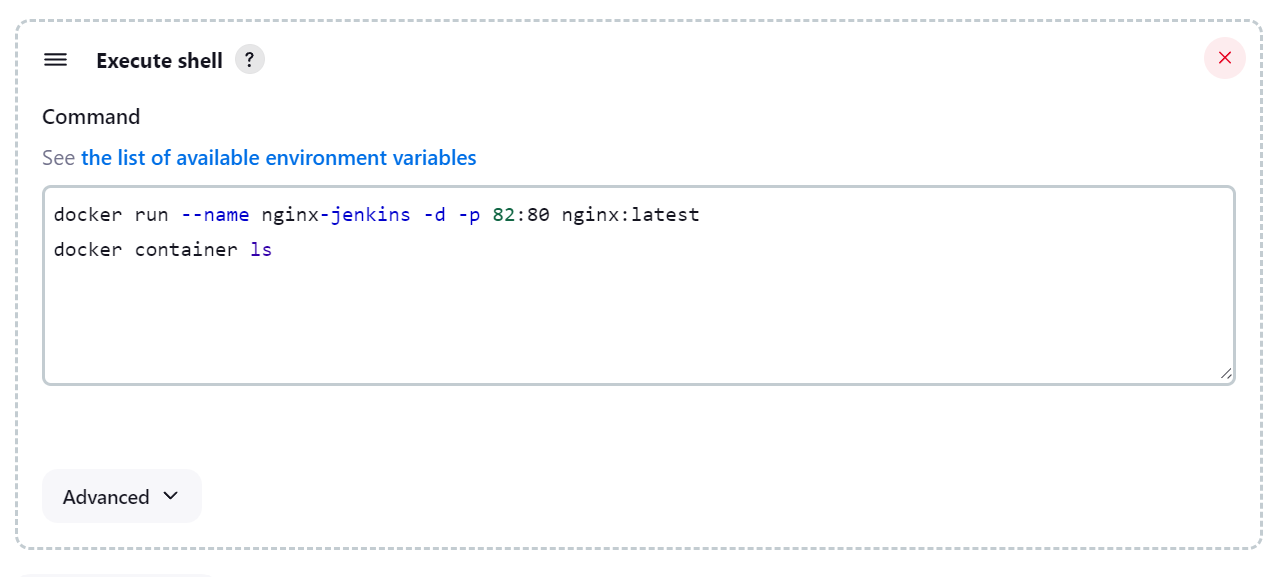 Execute shell ?
Command
See the list of available environment variables
docker run --name nginx-jenkins -d -p 82:80 nginx:latest
docker container ls
Advanced